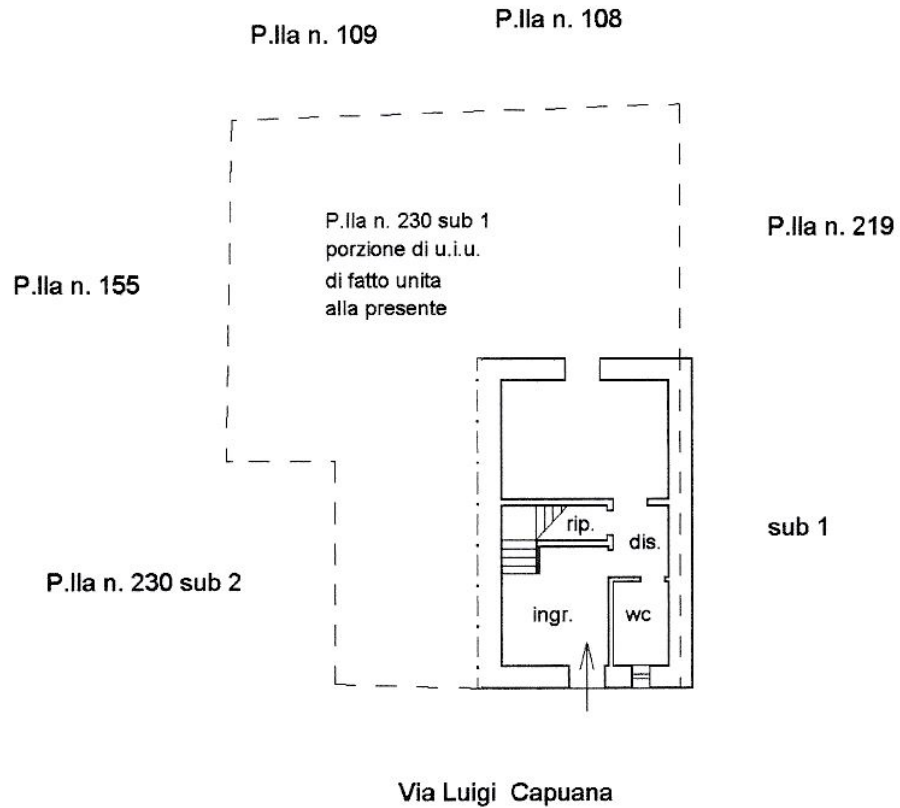 P.lla n. 109
P.lla n. 108
P.lla n. 230 sub 1
porzione di u.i.u.
di fatto unita
alla presente
P.lla n. 219
P.lla n. 155
rip.
dis.
sub 1
P.lla n. 230 sub 2
ingr.
wc
Via Luigi Capuana